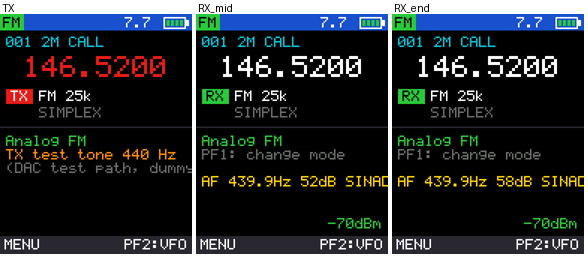 TX
FM 7.7
001 2M CALL
146.5200
TX FM 25k
SIMPLEX
Analog FM
TX test tone 440 Hz
(DAC test path, dummy
MENU PF2:VFO
RX_mid
FM 7.7
001 2M CALL
146.5200
RX FM 25k
SIMPLEX
Analog FM
PF1: change mode
AF 439.9Hz 52dB SINAD
-70dBm
MENU PF2:VFO
RX_end
FM 7.7
001 2M CALL
146.5200
RX FM 25k
SIMPLEX
Analog FM
PF1: change mode
AF 439.9Hz 58dB SINAD
-70dBm
MENU PF2:VFO